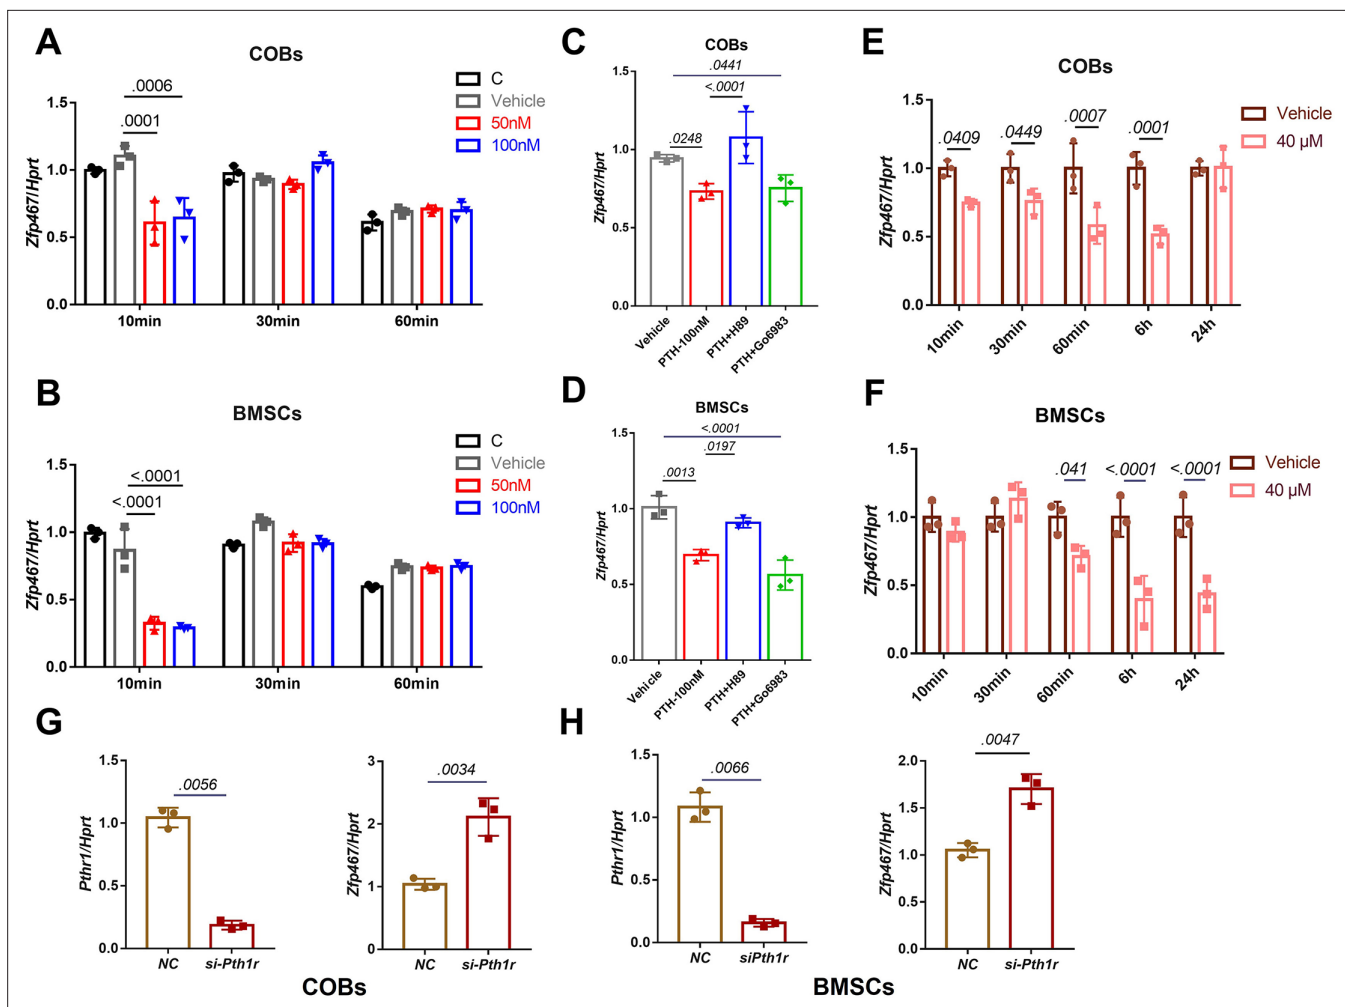 A
COBs
C
Vehicle
50nM
100nM
.0006
.0001
Zfp467/Hprt
1.5
1.0
0.5
0.0
10min
30min
60min
B
BMSCs
C
Vehicle
50nM
100nM
<.0001
<.0001
Zfp467/Hprt
1.5
1.0
0.5
0.0
10min
30min
60min
C
COBs
.0441
<.0001
.0248
Zfp467/Hprt
1.5
1.0
0.5
0.0
Vehicle
PTH-100nM
PTH+H89
PTH+Go6983
D
BMSCs
<.0001
.0197
.0013
Zfp467/Hprt
1.5
1.0
0.5
0.0
Vehicle
PTH-100nM
PTH+H89
PTH+Go6983
E
COBs
Vehicle
40 µM
.0409
.0449
.0007
.0001
Zfp467/Hprt
1.5
1.0
0.5
0.0
10min
30min
60min
6h
24h
F
BMSCs
Vehicle
40 µM
.041
<.0001
<.0001
Zfp467/Hprt
1.5
1.0
0.5
0.0
10min
30min
60min
6h
24h
G
.0056
Pthr1/Hprt
1.5
1.0
0.5
0.0
NC
si-Pth1r
.0034
Zfp467/Hprt
3
2
1
0
NC
si-Pth1r
COBs
H
.0066
Pthr1/Hprt
1.5
1.0
0.5
0.0
NC
siPth1r
.0047
Zfp467/Hprt
2.0
1.5
1.0
0.5
0.0
NC
si-Pth1r
BMSCs